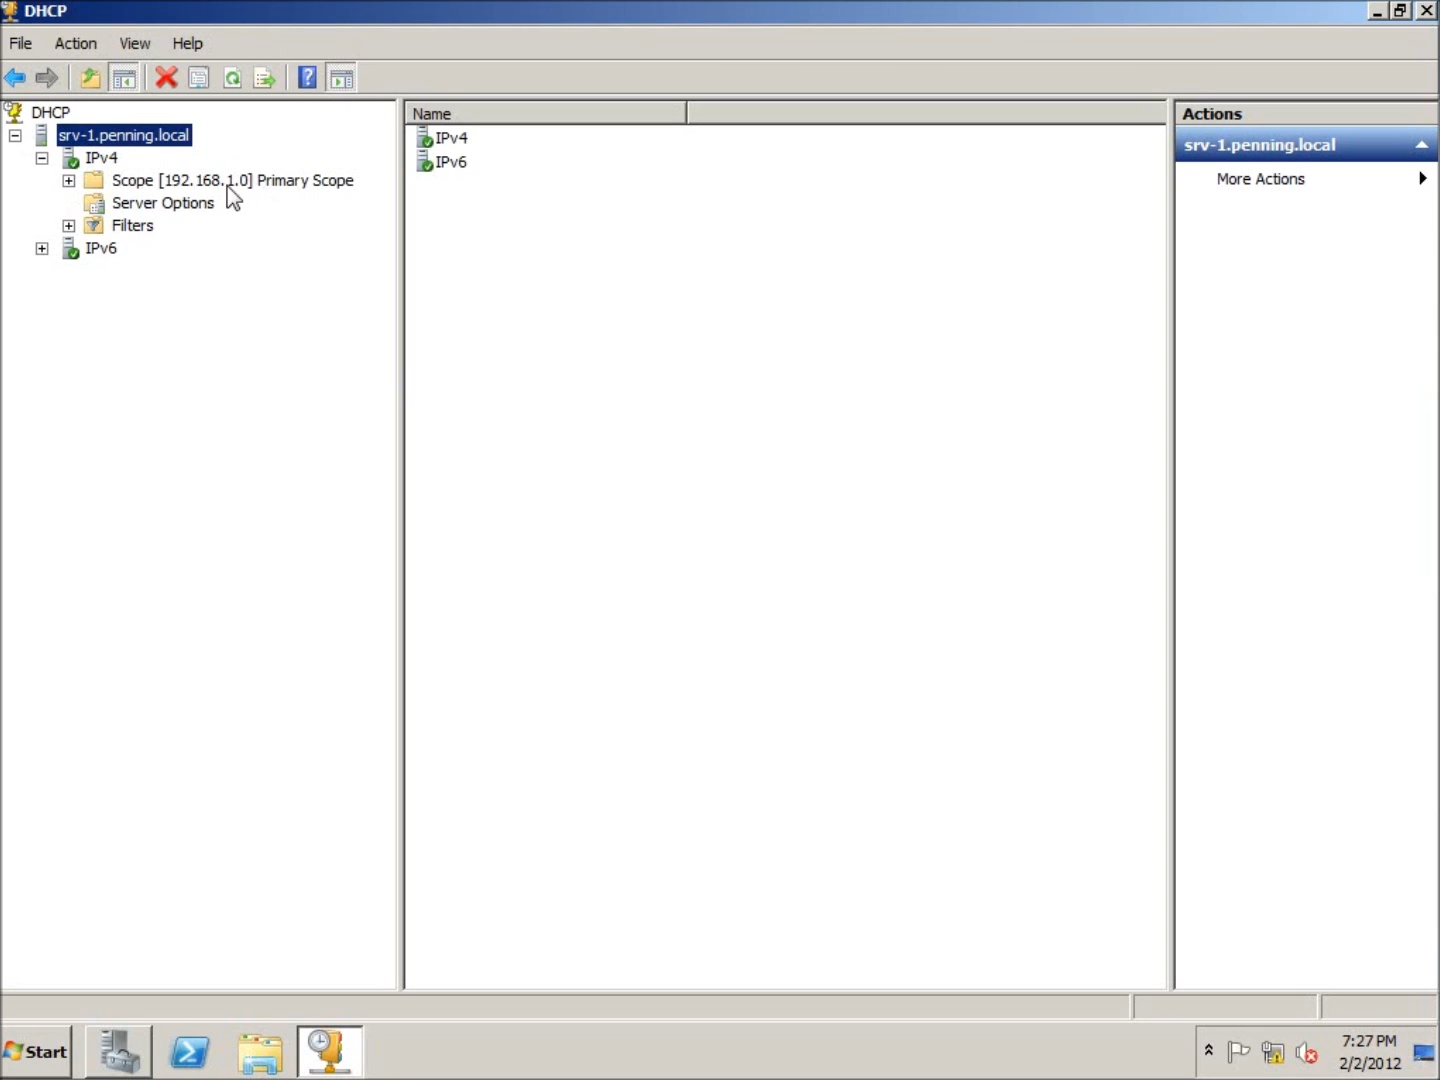 DHCP
File Action View Help
DHCP
srv-1.penning.local
IPv4
Scope [192.168.1.0] Primary Scope
Server Options
Filters
IPv6
Name
IPv4
IPv6
Actions
srv-1.penning.local
More Actions
Start
7:27 PM
2/2/2012